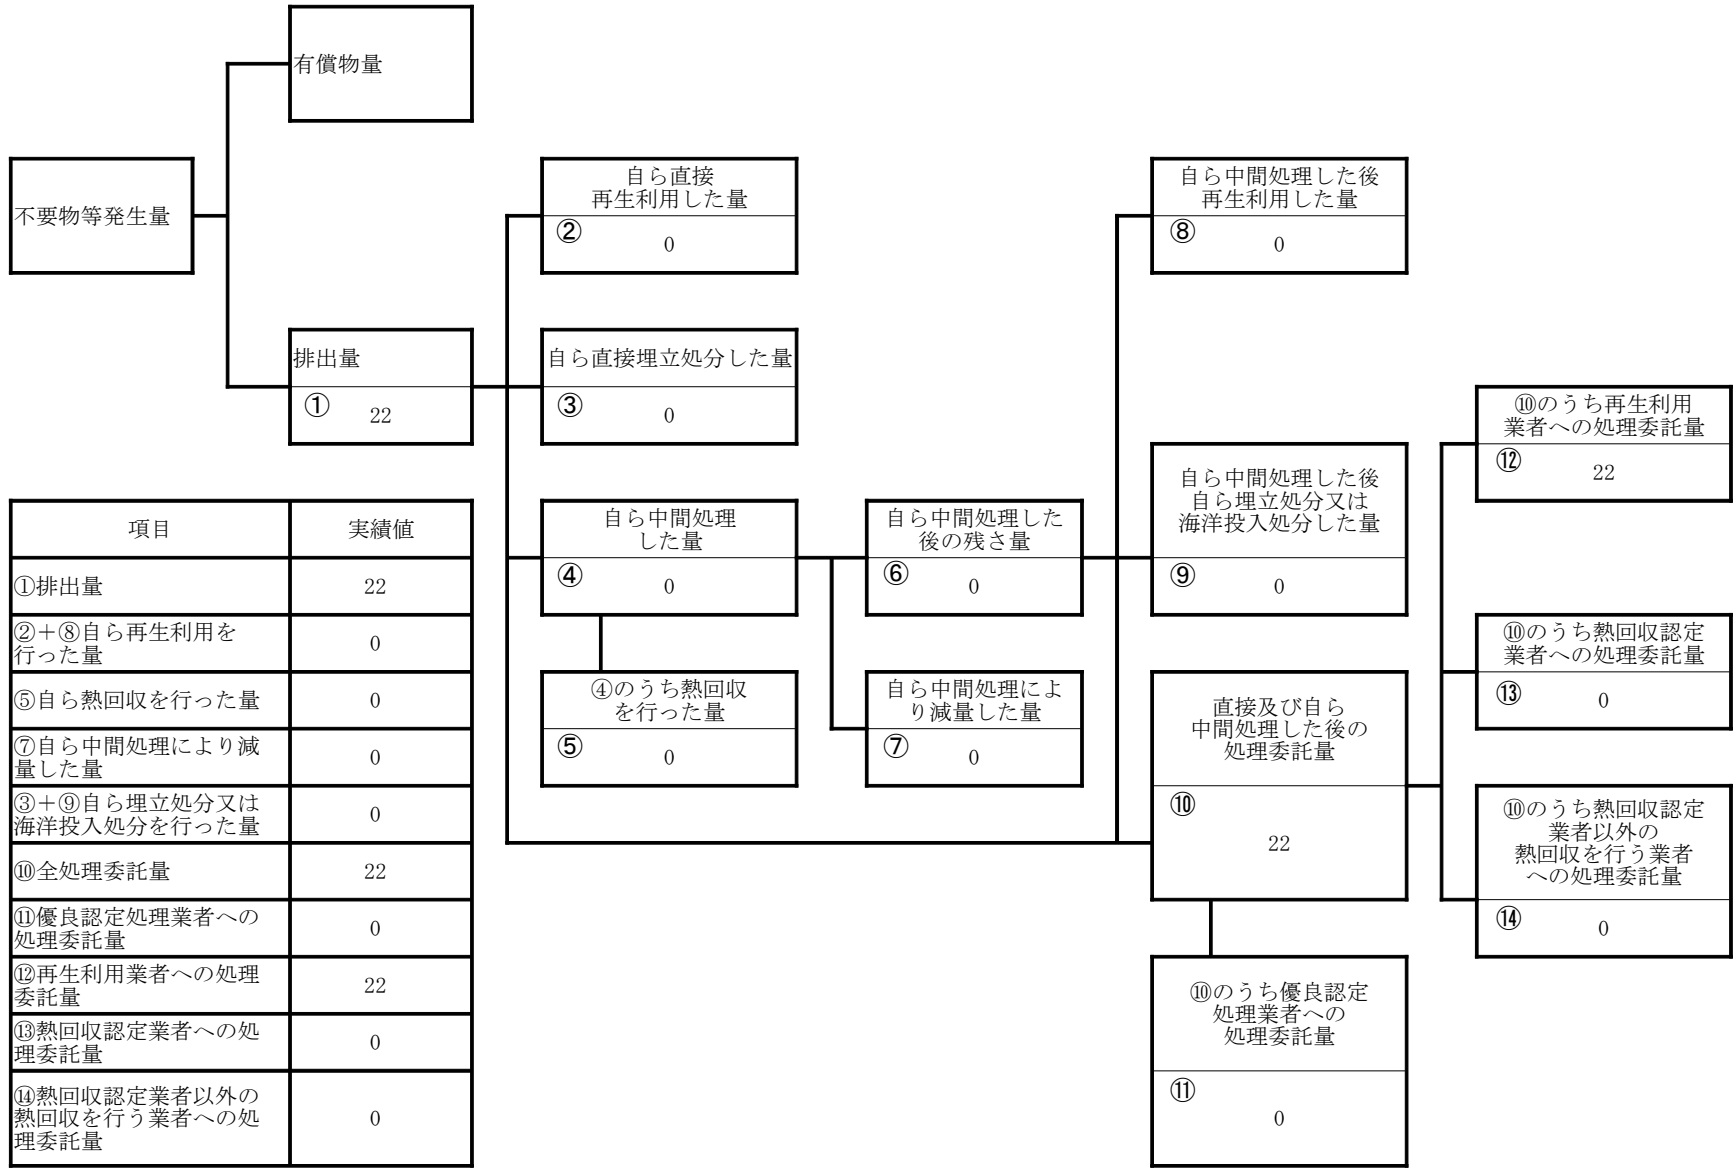 有償物量
不要物等発生量
自ら直接
再生利用した量
②
0
自ら中間処理した後
再生利用した量
⑧
0
排出量
①
22
自ら直接埋立処分した量
③
0
⑩のうち再生利用
業者への処理委託量
⑫
22
自ら中間処理
した量
④
0
自ら中間処理した
後の残さ量
⑥
0
自ら中間処理した後
自ら埋立処分又は
海洋投入処分した量
⑨
0
④のうち熱回収
を行った量
⑤
0
自ら中間処理によ
り減量した量
⑦
0
直接及び自ら
中間処理した後の
処理委託量
⑩
22
⑩のうち熱回収認定
業者への処理委託量
⑬
0
⑩のうち熱回収認定
業者以外の
熱回収を行う業者
への処理委託量
⑭
0
⑩のうち優良認定
処理業者への
処理委託量
⑪
0
項目 実績値
①排出量 22
②＋⑧自ら再生利用を
行った量 0
⑤自ら熱回収を行った量 0
⑦自ら中間処理により減
量した量 0
③＋⑨自ら埋立処分又は
海洋投入処分を行った量 0
⑩全処理委託量 22
⑪優良認定処理業者への
処理委託量 0
⑫再生利用業者への処理
委託量 22
⑬熱回収認定業者への処
理委託量 0
⑭熱回収認定業者以外の
熱回収を行う業者への処
理委託量 0